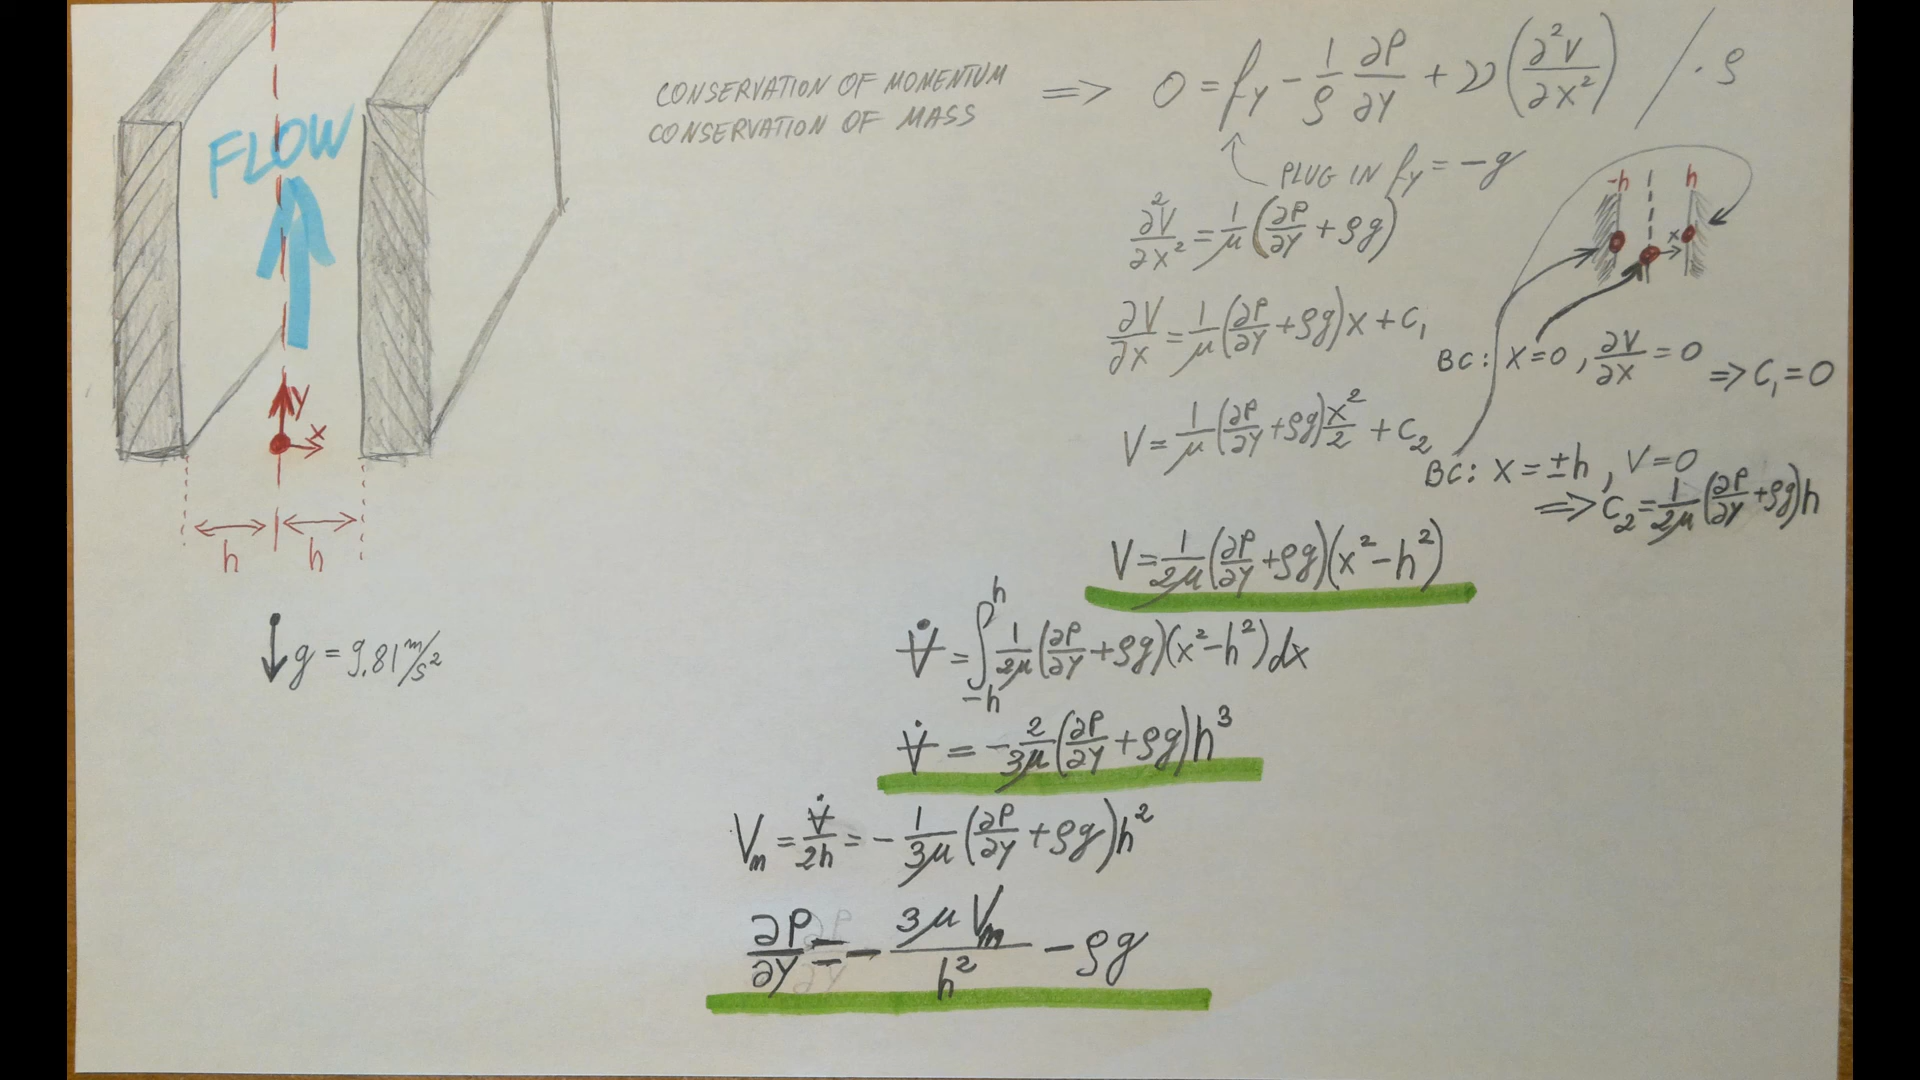 FLOW
y
x
h h
g = 9.81 m/s²
CONSERVATION OF MOMENTUM
CONSERVATION OF MASS
=> 0 = f_y - 1/ρ ∂P/∂y + ν(∂²V/∂x²) / · ρ
PLUG IN f_y = -g
-h h
x
∂²V/∂x² = 1/μ (∂P/∂y + ρg)
∂V/∂x = 1/μ (∂P/∂y + ρg)x + C₁
BC: x=0, ∂V/∂x = 0 => C₁ = 0
V = 1/μ (∂P/∂y + ρg) x²/2 + C₂
BC: x = ±h, V=0
=> C₂ = 1/2μ (∂P/∂y + ρg)h
V = 1/2μ (∂P/∂y + ρg)(x² - h²)
V̶̇ = ∫_{-h}^{h} 1/2μ (∂P/∂y + ρg)(x² - h²)dx
V̶̇ = - 2/3μ (∂P/∂y + ρg)h³
V_m = V̶̇/2h = - 1/3μ (∂P/∂y + ρg)h²
∂P/∂y = - 3μV_m/h² - ρg